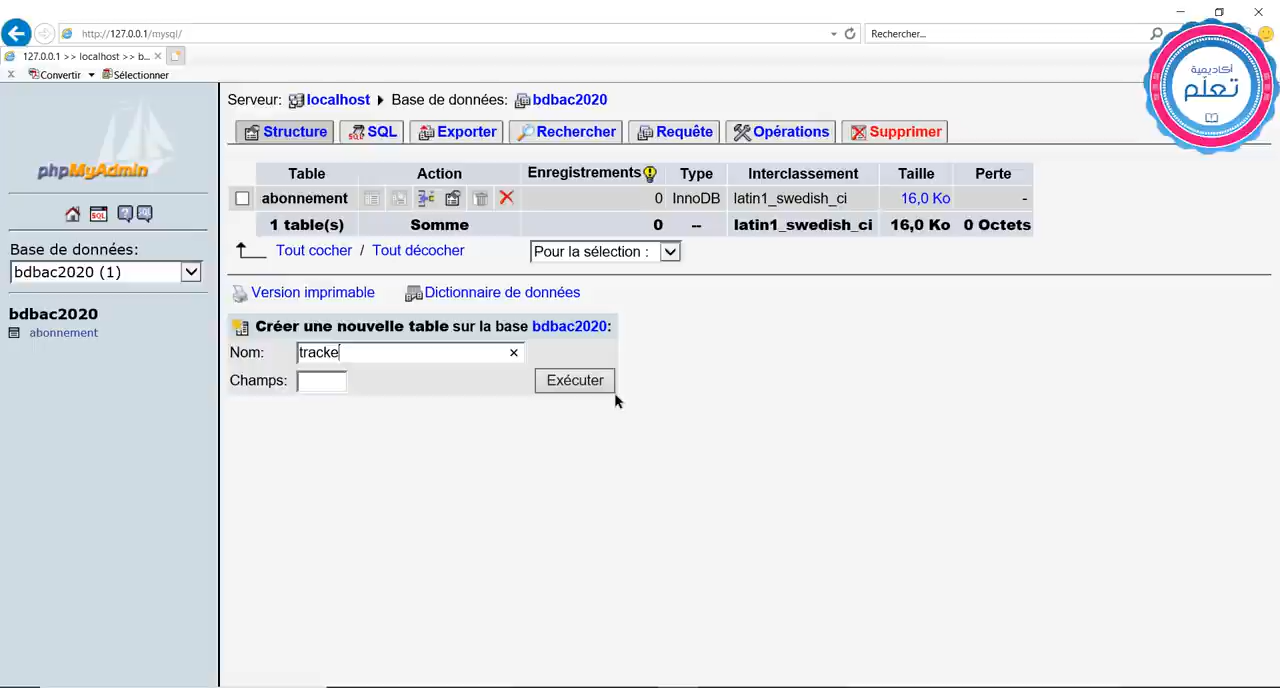 http://127.0.0.1/mysql/
Rechercher...
127.0.0.1 >> localhost >> b...
x Convertir Sélectionner
أكاديمية
تعلّم
phpMyAdmin
Base de données:
bdbac2020 (1)
bdbac2020
abonnement
Serveur: localhost Base de données: bdbac2020
Structure SQL Exporter Rechercher Requête Opérations Supprimer
Table Action Enregistrements Type Interclassement Taille Perte
abonnement 0 InnoDB latin1_swedish_ci 16,0 Ko -
1 table(s) Somme 0 -- latin1_swedish_ci 16,0 Ko 0 Octets
Tout cocher / Tout décocher Pour la sélection :
Version imprimable Dictionnaire de données
Créer une nouvelle table sur la base bdbac2020:
Nom: tracke
Champs: Exécuter